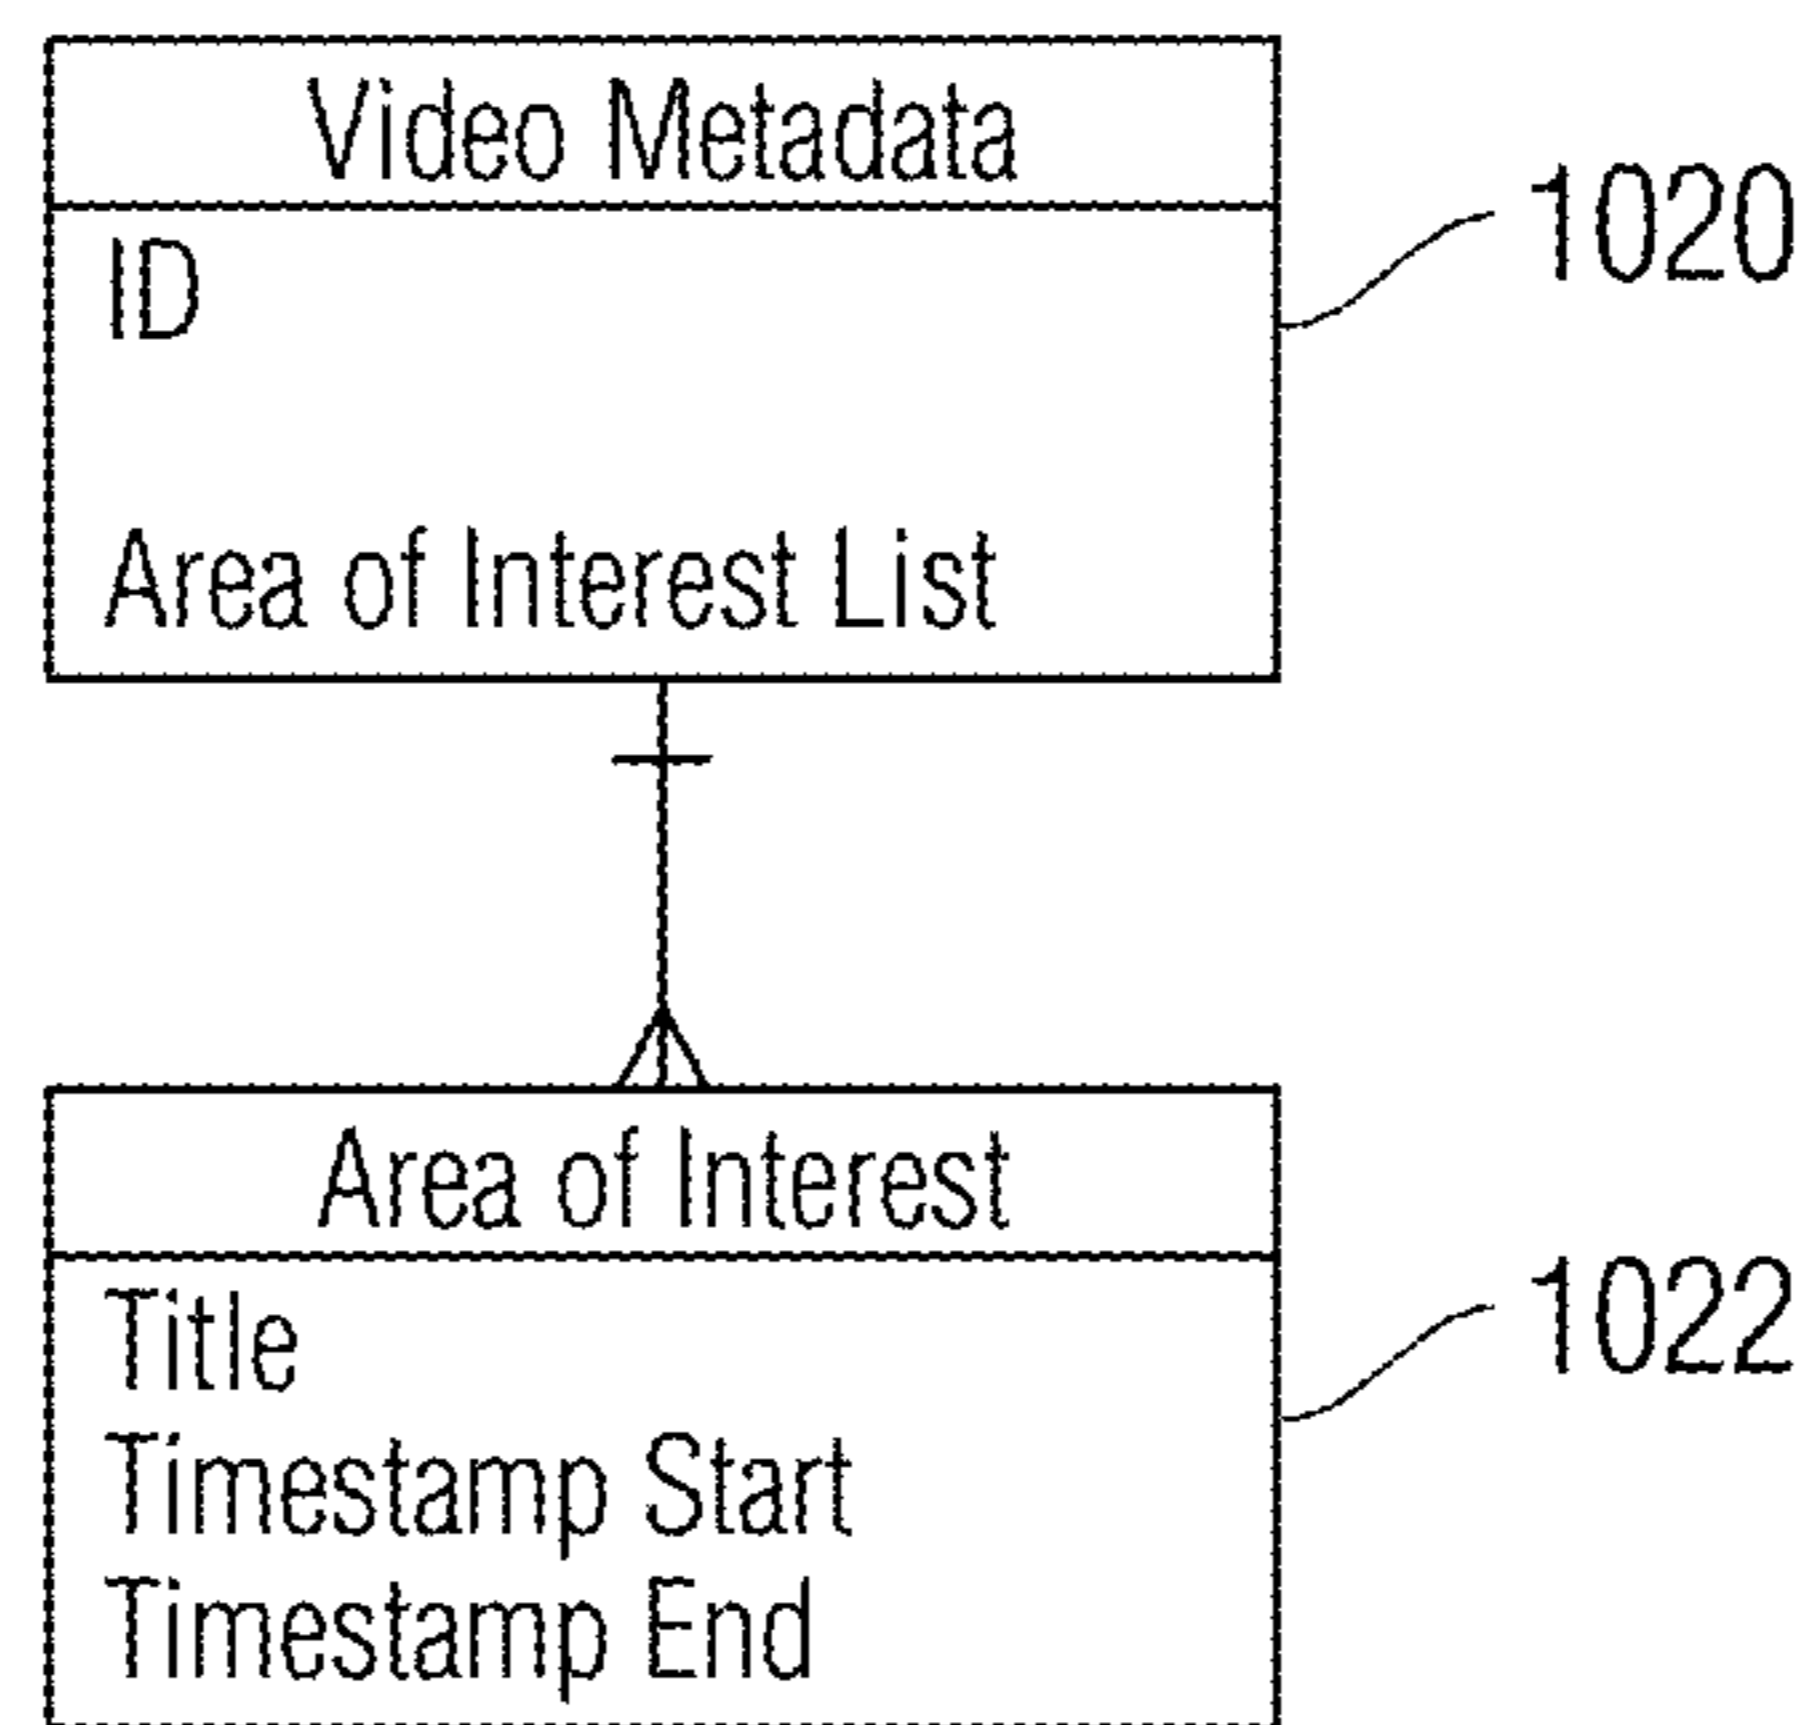 Video Metadata
ID
1020
Area of Interest List
Area of Interest
Title
1022
Timestamp Start
Timestamp End